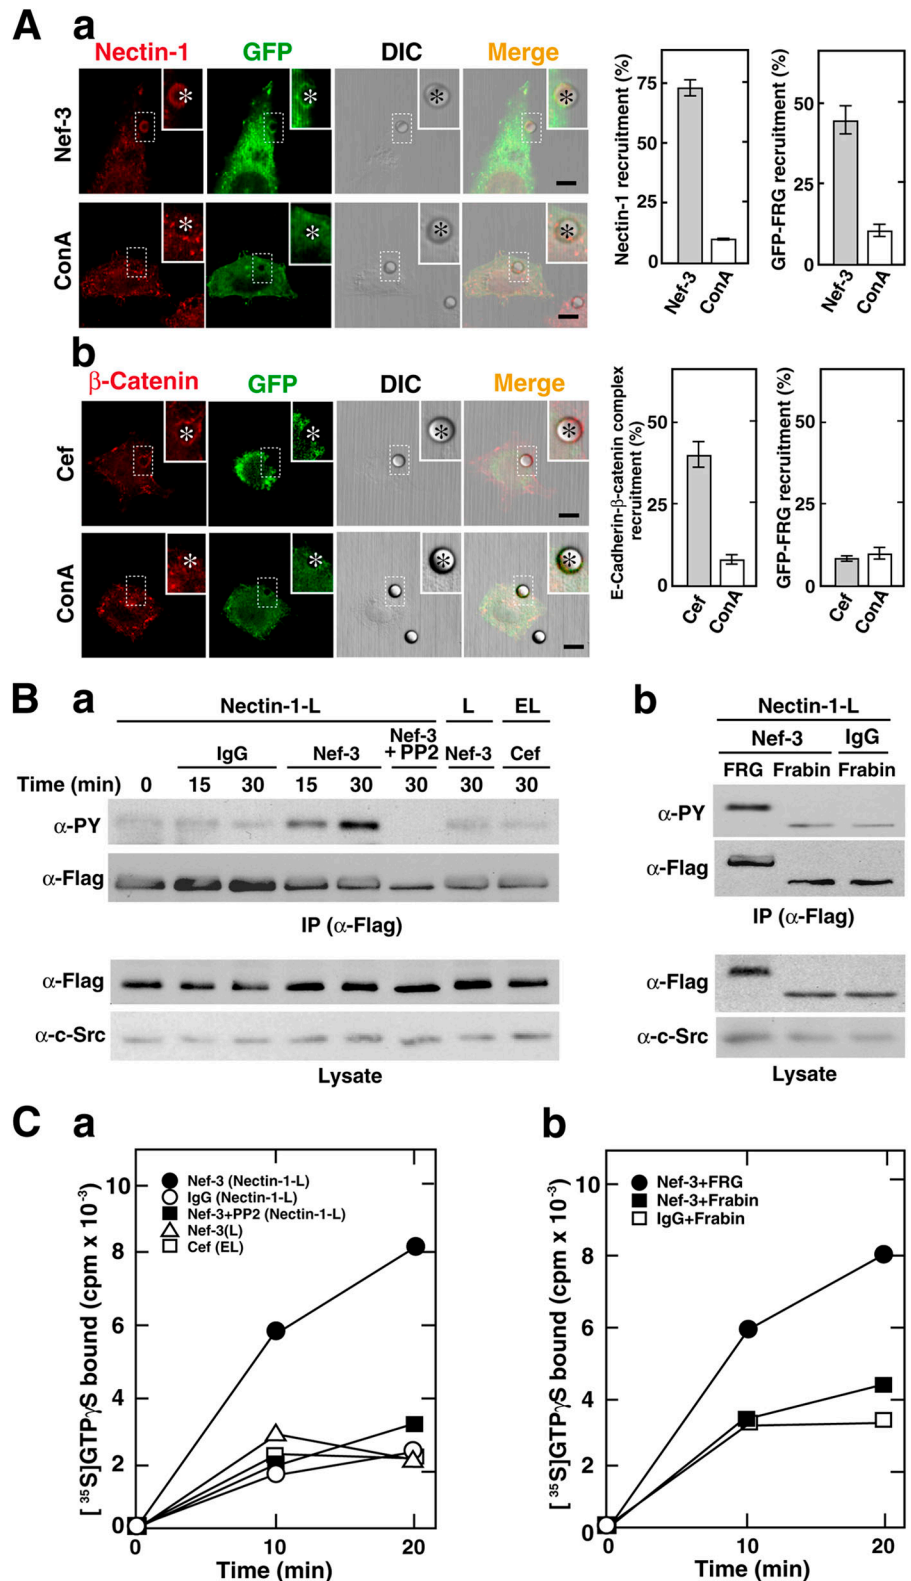 A a
Nectin-1 GFP DIC Merge
Nef-3
*
*
*
*
ConA
*
*
*
*
Nectin-1 recruitment (%)
75
50
25
0
Nef-3 ConA
GFP-FRG recruitment (%)
50
25
0
Nef-3 ConA
b
β-Catenin GFP DIC Merge
Cef
*
*
*
*
ConA
*
*
*
*
E-Cadherin-β-catenin complex
recruitment (%)
50
25
0
Cef ConA
GFP-FRG recruitment (%)
50
25
0
Cef ConA
B a
Nectin-1-L L EL
IgG Nef-3 Nef-3 + PP2 Nef-3 Cef
Time (min) 0 15 30 15 30 30 30 30
α-PY
α-Flag
IP (α-Flag)
α-Flag
α-c-Src
Lysate
b
Nectin-1-L
Nef-3 IgG
FRG Frabin Frabin
α-PY
α-Flag
IP (α-Flag)
α-Flag
α-c-Src
Lysate
C a
[35S]GTPγS bound (cpm x 10-3)
10
8
6
4
2
0
Nef-3 (Nectin-1-L)
IgG (Nectin-1-L)
Nef-3+PP2 (Nectin-1-L)
Nef-3(L)
Cef (EL)
0 10 20
Time (min)
b
[35S]GTPγS bound (cpm x 10-3)
10
8
6
4
2
0
Nef-3+FRG
Nef-3+Frabin
IgG+Frabin
0 10 20
Time (min)